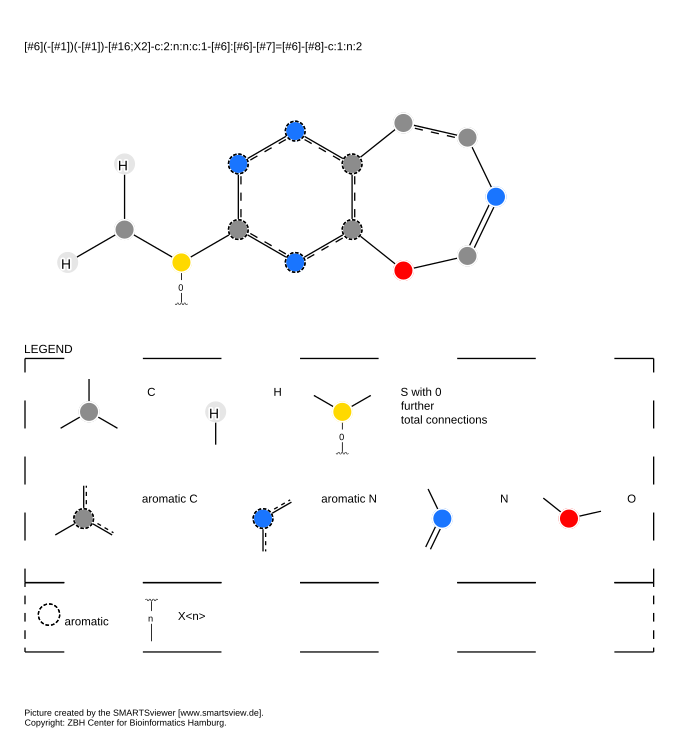 [#6](-[#1])(-[#1])-[#16;X2]-c:2:n:n:c:1-[#6]:[#6]-[#7]=[#6]-[#8]-c:1:n:2
H
H
0
LEGEND
C
H
H
S with 0
further
total connections
0
aromatic C
aromatic N
N
O
aromatic
n
X<n>
Picture created by the SMARTSviewer [www.smartsview.de].
Copyright: ZBH Center for Bioinformatics Hamburg.